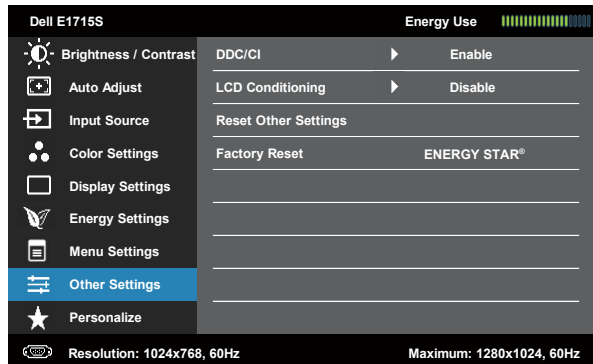 Dell E1715S Energy Use
Brightness / Contrast DDC/CI Enable
Auto Adjust LCD Conditioning Disable
Input Source Reset Other Settings
Color Settings Factory Reset ENERGY STAR®
Display Settings
Energy Settings
Menu Settings
Other Settings
Personalize
Resolution: 1024x768, 60Hz Maximum: 1280x1024, 60Hz